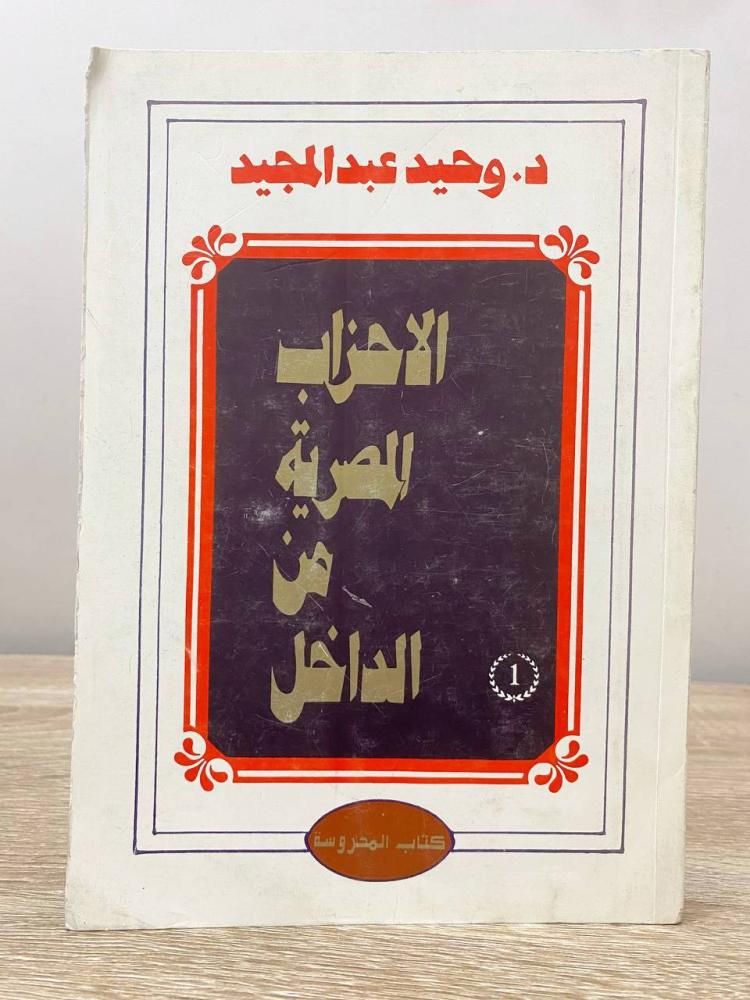 د. وحيد عبد المجيد
الاحزاب
المصرية
من
الداخل
1
كتاب المحروسة